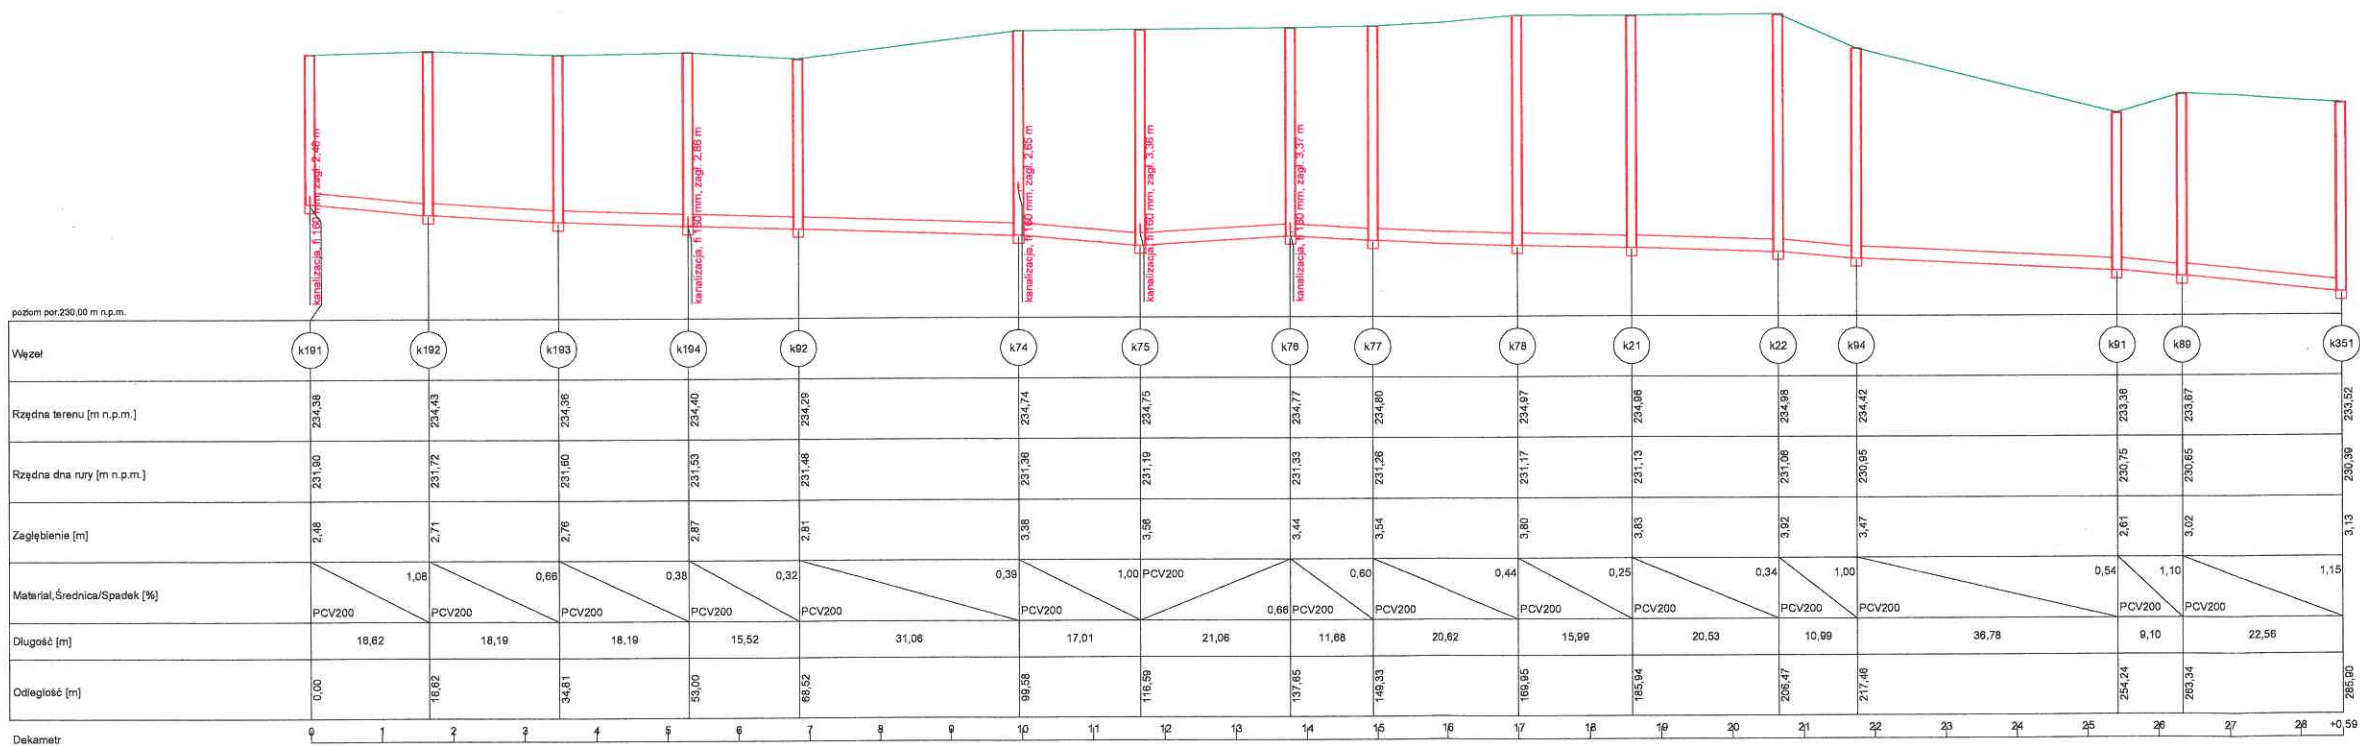 kanalizacja, fi 160 mm, zagł. 2,48 m
kanalizacja, fi 160 mm, zagł. 2,86 m
kanalizacja, fi 160 mm, zagł. 2,65 m
kanalizacja, fi 160 mm, zagł. 3,36 m
kanalizacja, fi 160 mm, zagł. 3,37 m
poziom por.230,00 m n.p.m.
Węzeł k191 k192 k193 k194 k92 k74 k75 k76 k77 k78 k21 k22 k94 k91 k89 k351
Rzędna terenu [m n.p.m.] 234,38 234,43 234,36 234,40 234,29 234,74 234,75 234,77 234,80 234,97 234,96 234,98 234,42 233,36 233,67 233,52
Rzędna dna rury [m n.p.m.] 231,90 231,72 231,60 231,53 231,48 231,36 231,19 231,33 231,26 231,17 231,13 231,06 230,95 230,75 230,65 230,39
Zagłębienie [m] 2,48 2,71 2,76 2,87 2,81 3,38 3,56 3,44 3,54 3,80 3,83 3,92 3,47 2,61 3,02 3,13
1,08 0,66 0,38 0,32 0,39 1,00 PCV200 0,60 0,44 0,25 0,34 1,00 0,54 1,10 1,15
Materiał,Średnica/Spadek [%]
PCV200 PCV200 PCV200 PCV200 PCV200 PCV200 0,66 PCV200 PCV200 PCV200 PCV200 PCV200 PCV200 PCV200 PCV200
Długość [m] 16,62 18,19 18,19 15,52 31,06 17,01 21,06 11,68 20,62 15,99 20,53 10,99 36,78 9,10 22,56
Odległość [m] 0,00 16,62 34,81 53,00 68,52 99,58 116,59 137,65 149,33 169,95 185,94 206,47 217,46 254,24 263,34 285,90
Dekametr 0 1 2 3 4 5 6 7 8 9 10 11 12 13 14 15 16 17 18 19 20 21 22 23 24 25 26 27 28 +0,59